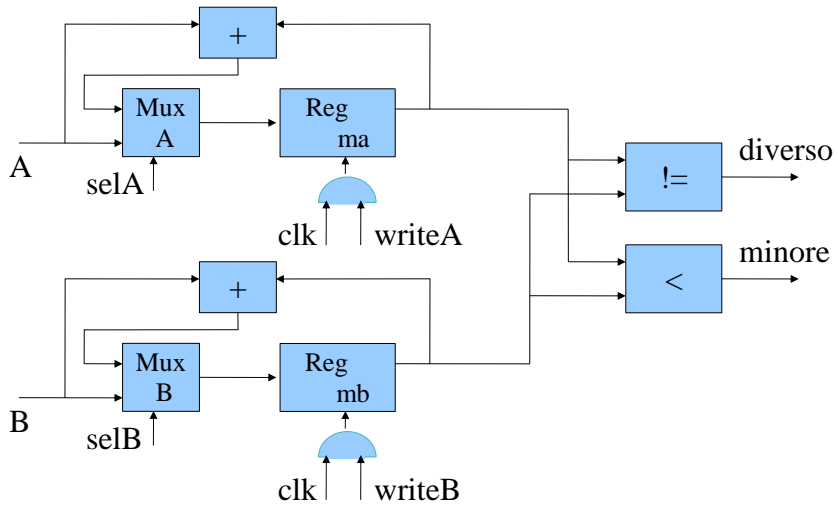 +
Mux
A
Reg
ma
A
selA
clk
writeA
!=
diverso
<
minore
+
Mux
B
Reg
mb
B
selB
clk
writeB